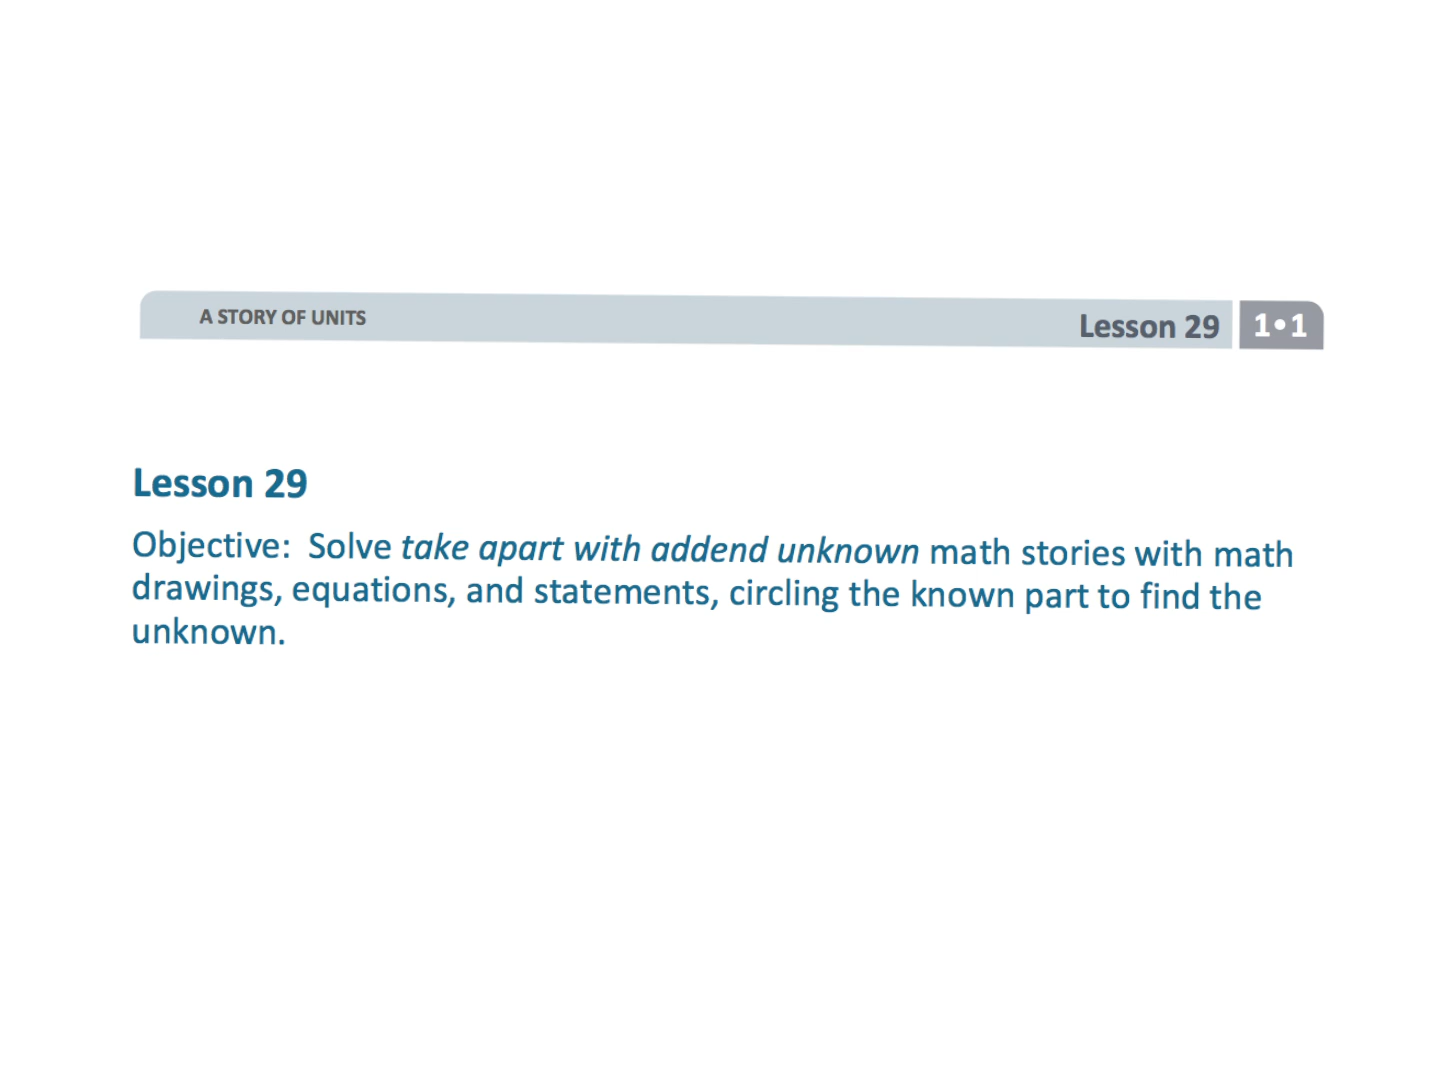 A STORY OF UNITS
Lesson 29
1•1
Lesson 29
Objective: Solve take apart with addend unknown math stories with math
drawings, equations, and statements, circling the known part to find the
unknown.